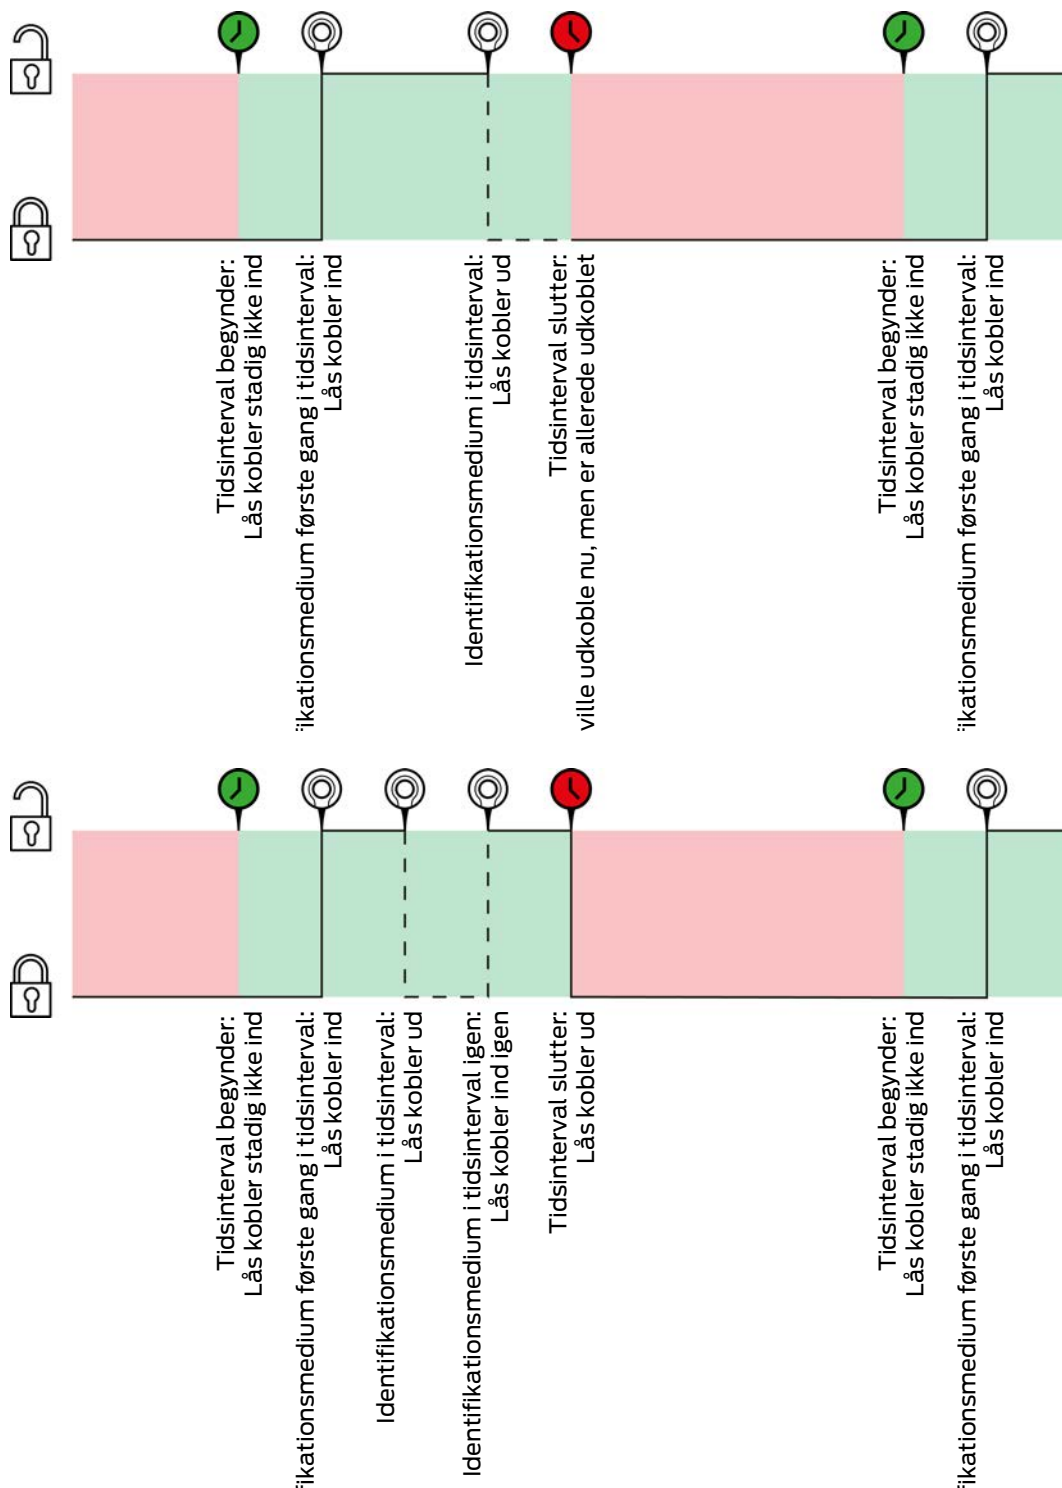 Tidsinterval begynder:
Lås kobler stadig ikke ind
ikationsmedium første gang i tidsinterval:
Lås kobler ind
Identifikationsmedium i tidsinterval:
Lås kobler ud
Tidsinterval slutter:
ville udkoble nu, men er allerede udkoblet
Tidsinterval begynder:
Lås kobler stadig ikke ind
ikationsmedium første gang i tidsinterval:
Lås kobler ind
Tidsinterval begynder:
Lås kobler stadig ikke ind
fikationsmedium første gang i tidsinterval:
Lås kobler ind
Identifikationsmedium i tidsinterval:
Lås kobler ud
Identifikationsmedium i tidsinterval igen:
Lås kobler ind igen
Tidsinterval slutter:
Lås kobler ud
Tidsinterval begynder:
Lås kobler stadig ikke ind
fikationsmedium første gang i tidsinterval:
Lås kobler ind